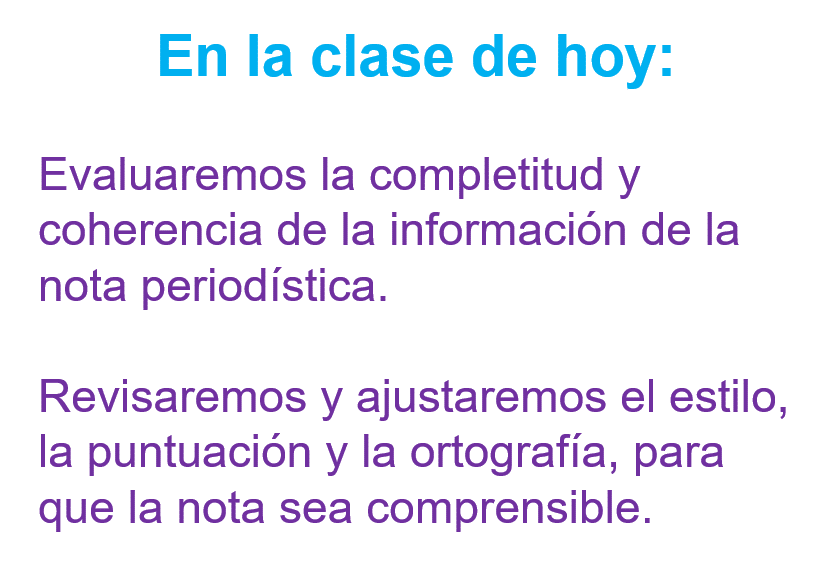 En la clase de hoy:
Evaluaremos la completitud y
coherencia de la información de la
nota periodística.
Revisaremos y ajustaremos el estilo,
la puntuación y la ortografía, para
que la nota sea comprensible.